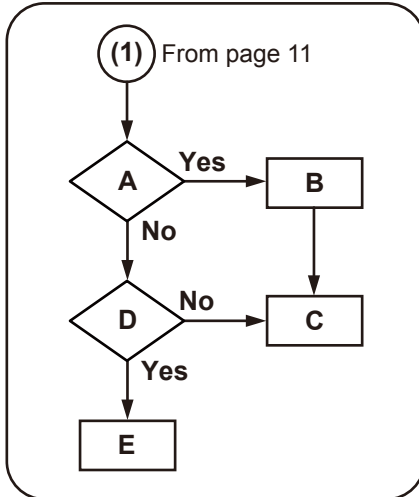 (1) From page 11
A
Yes
B
No
D
No
C
Yes
E